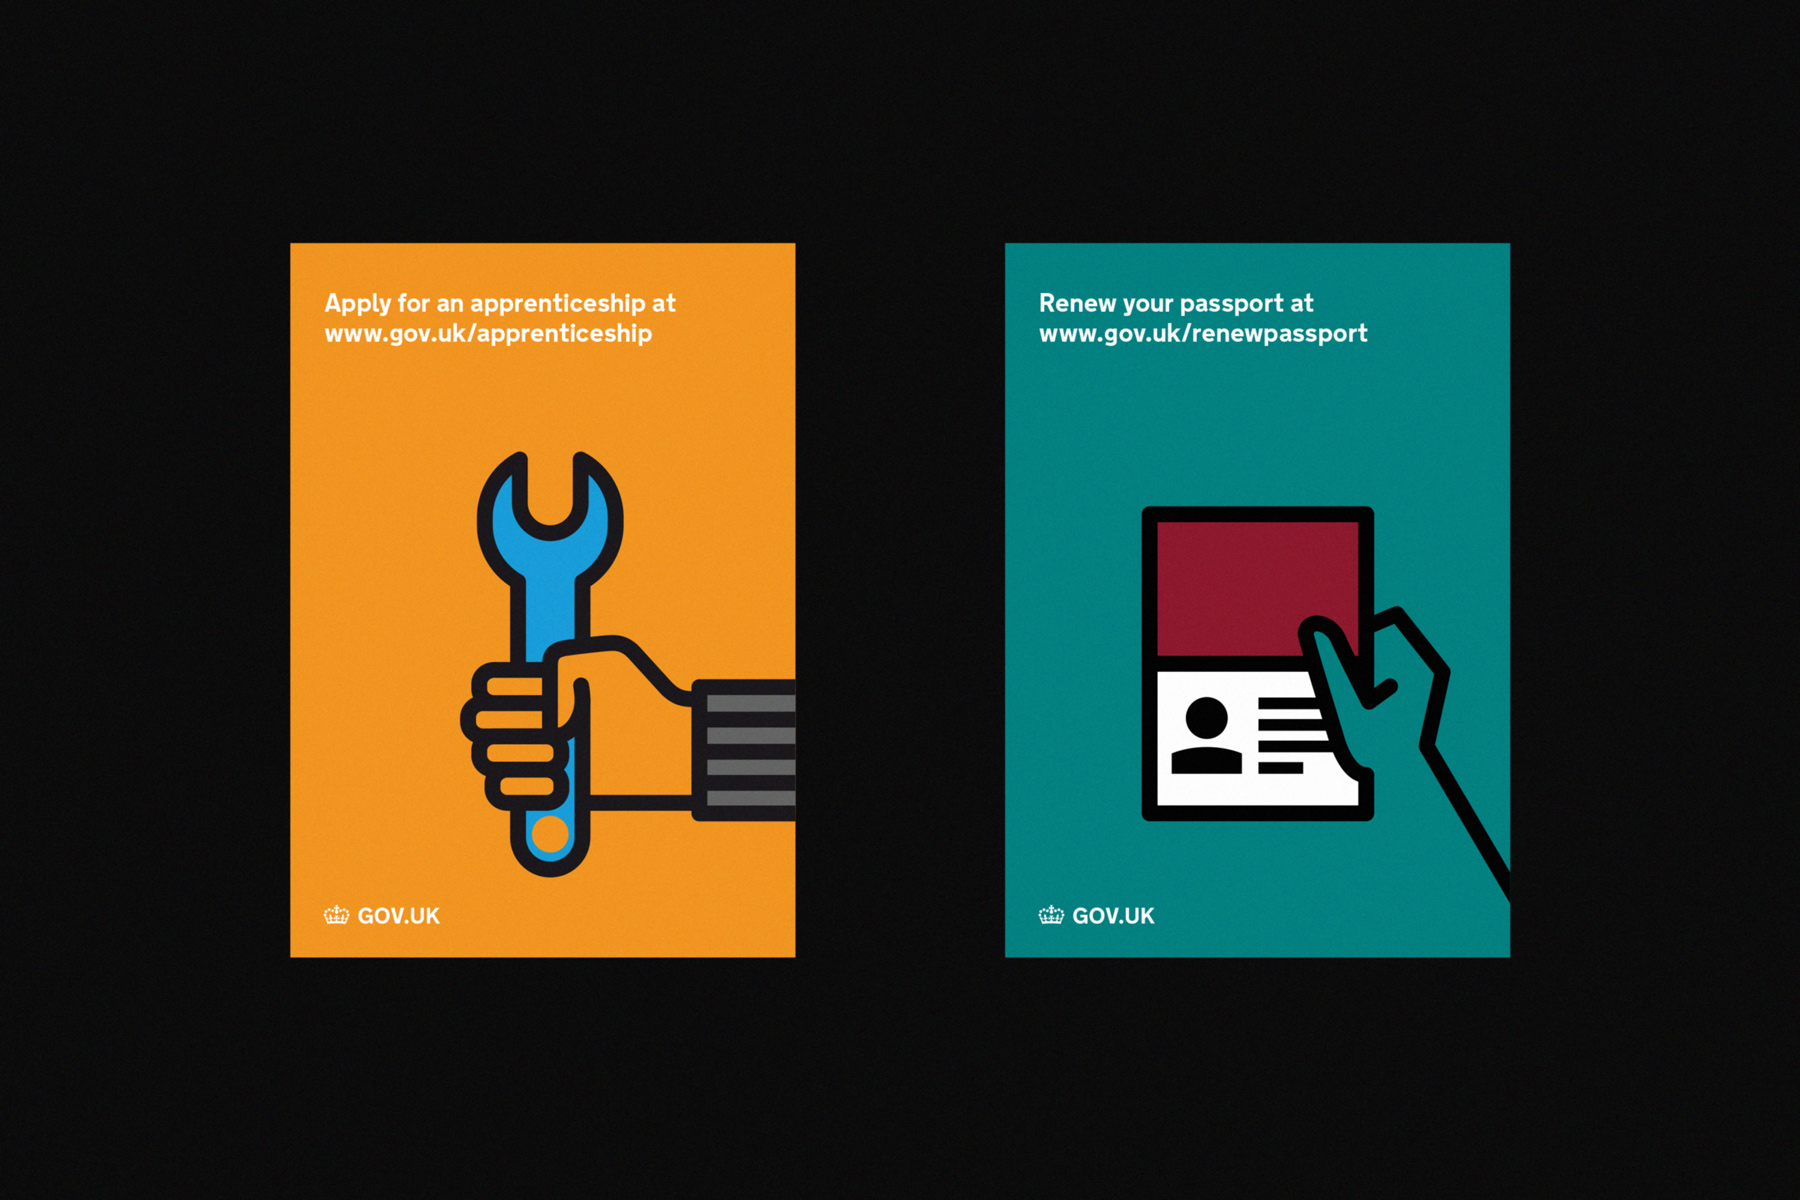 Apply for an apprenticeship at
www.gov.uk/apprenticeship
GOV.UK
Renew your passport at
www.gov.uk/renewpassport
GOV.UK